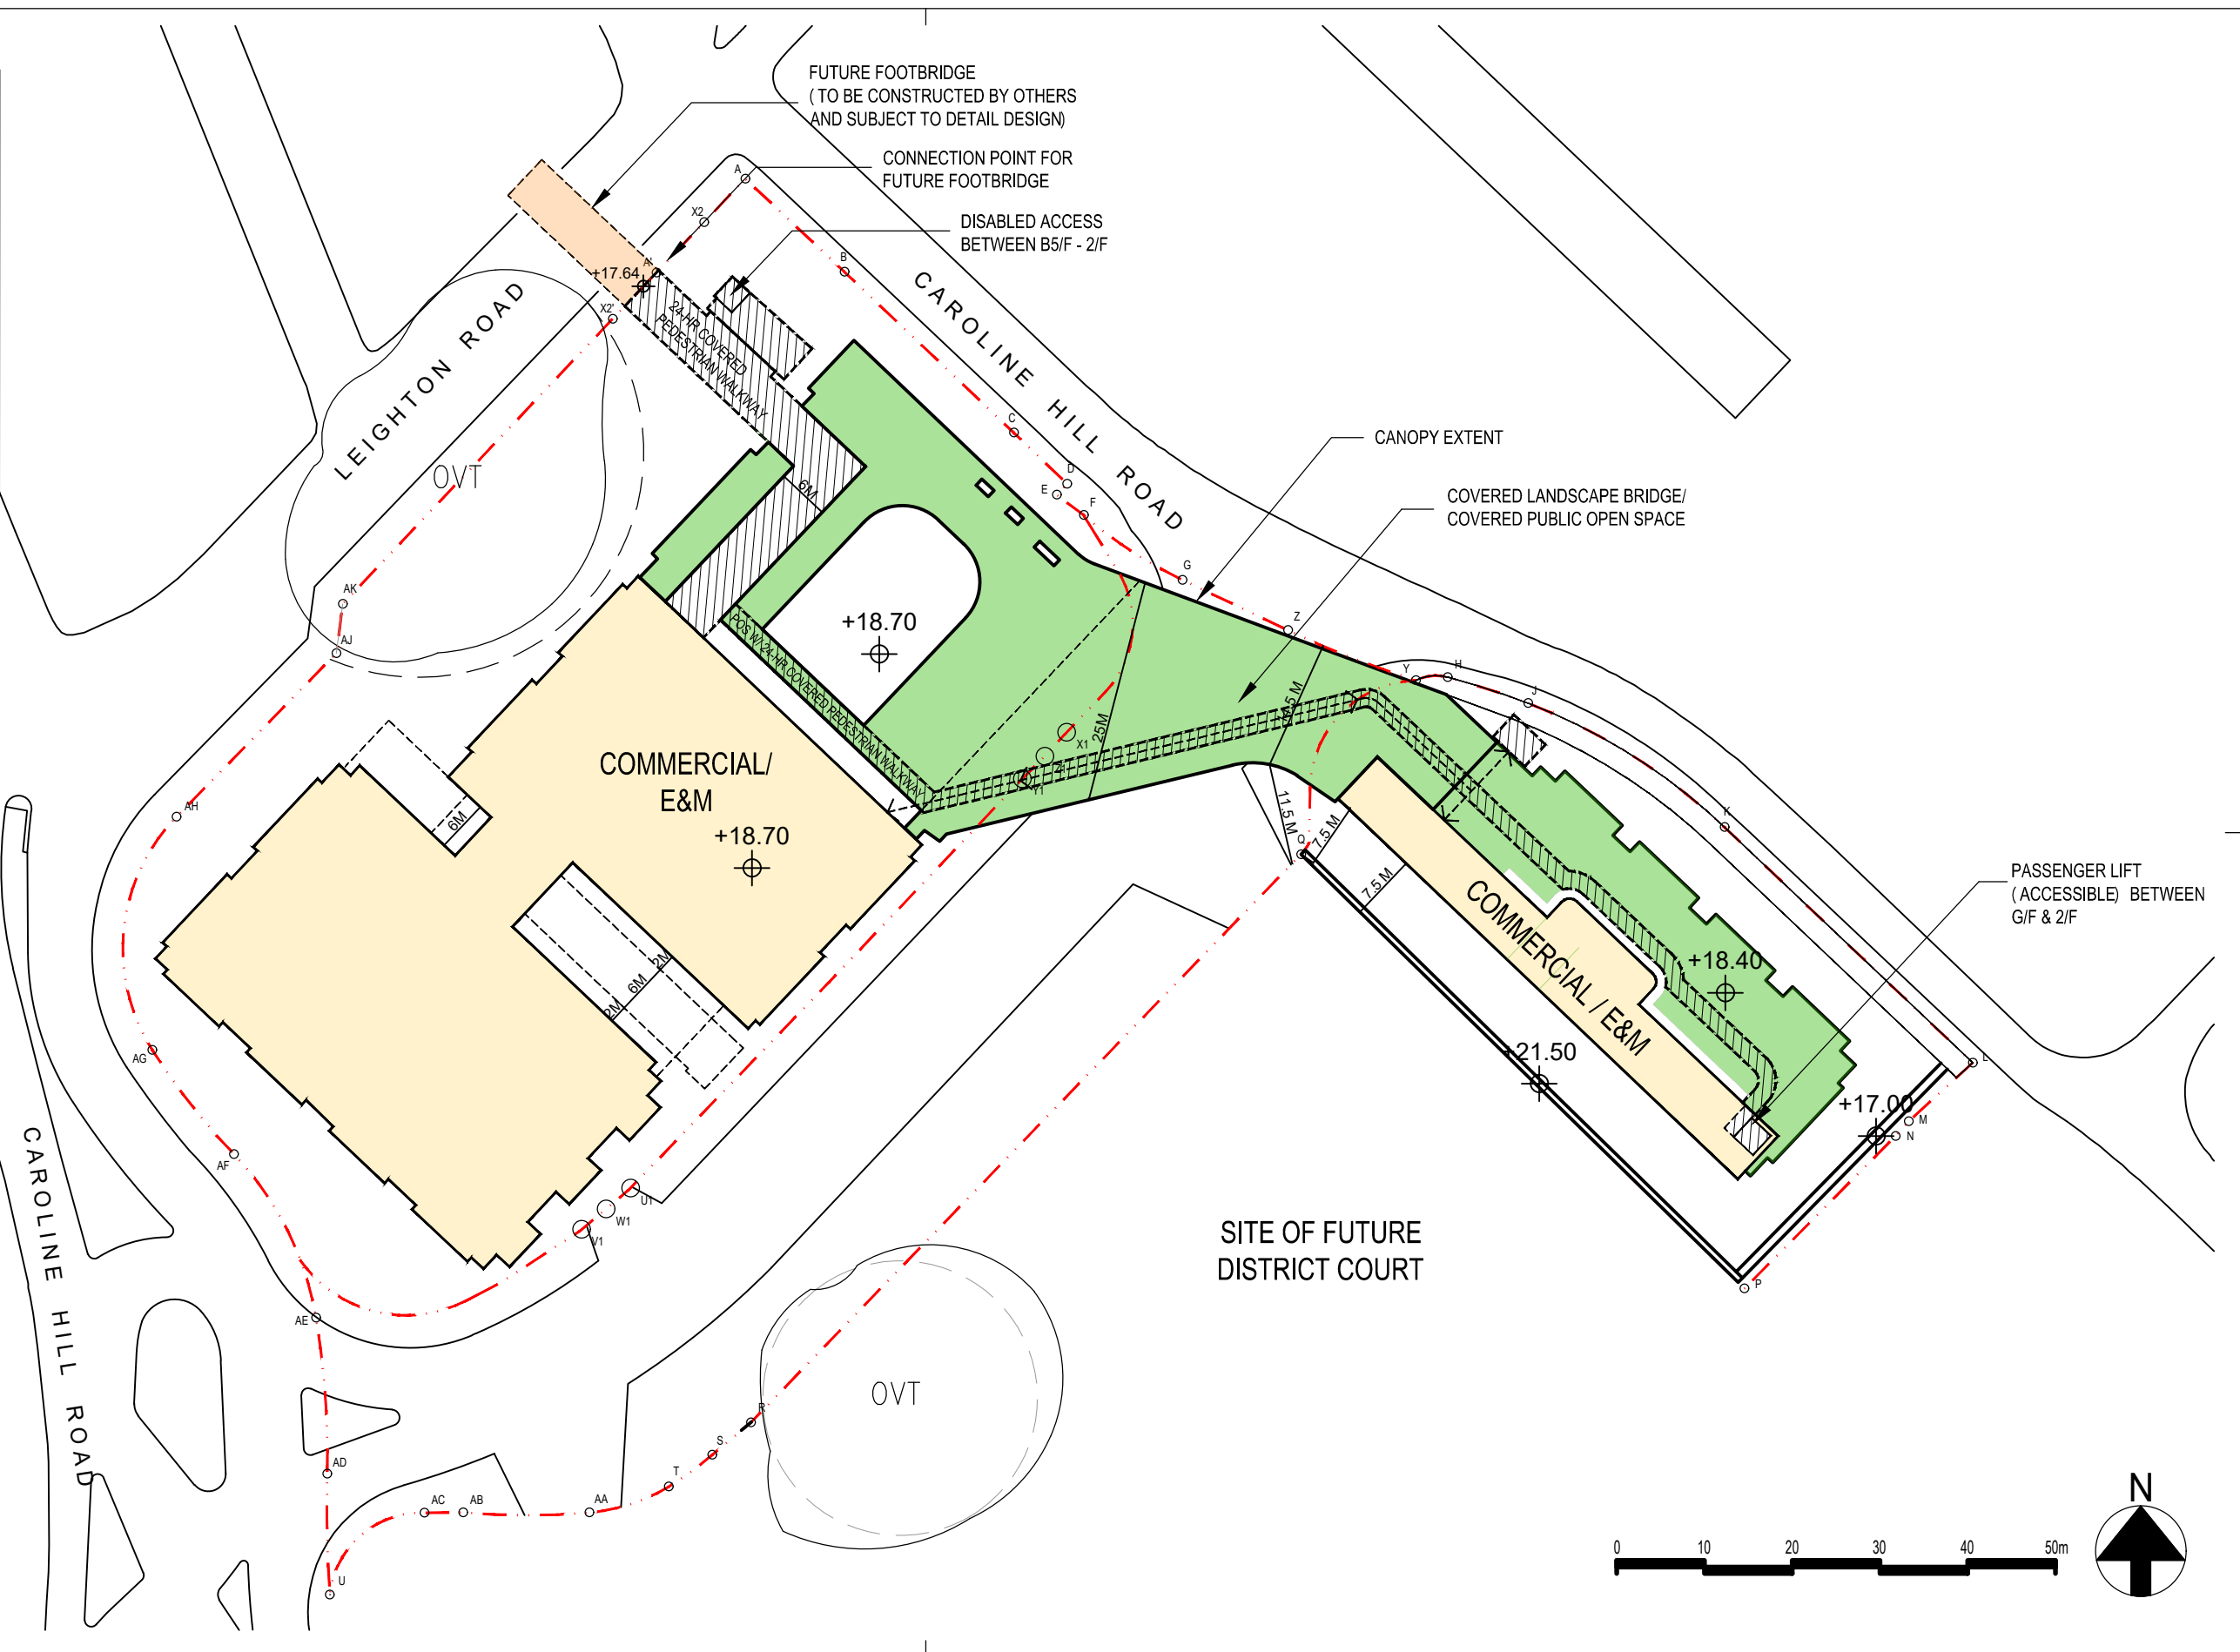 FUTURE FOOTBRIDGE
( TO BE CONSTRUCTED BY OTHERS
AND SUBJECT TO DETAIL DESIGN)
CONNECTION POINT FOR
FUTURE FOOTBRIDGE
DISABLED ACCESS
BETWEEN B5/F - 2/F
A
X2
A'
+17.64
X2'
B
C
D
E
F
G
Z
Y
H
J
K
L
M
N
P
Q
CAROLINE HILL ROAD
LEIGHTON ROAD
OVT
24-HR COVERED
PEDESTRIAN WALKWAY
6M
CANOPY EXTENT
COVERED LANDSCAPE BRIDGE/
COVERED PUBLIC OPEN SPACE
+18.70
POS W/ 24-HR COVERED PEDESTRIAN WALKWAY
25M
X1
Y1
11.5 M
7.5 M
7.5 M
AK
AJ
AH
AG
AF
AE
AD
AC
AB
AA
U
T
S
R
U1
W1
V1
COMMERCIAL/
E&M
+18.70
6M
2M
6M
2M
COMMERCIAL / E&M
+18.40
+21.50
+17.00
PASSENGER LIFT
( ACCESSIBLE) BETWEEN
G/F & 2/F
SITE OF FUTURE
DISTRICT COURT
OVT
CAROLINE HILL ROAD
N
0 10 20 30 40 50m